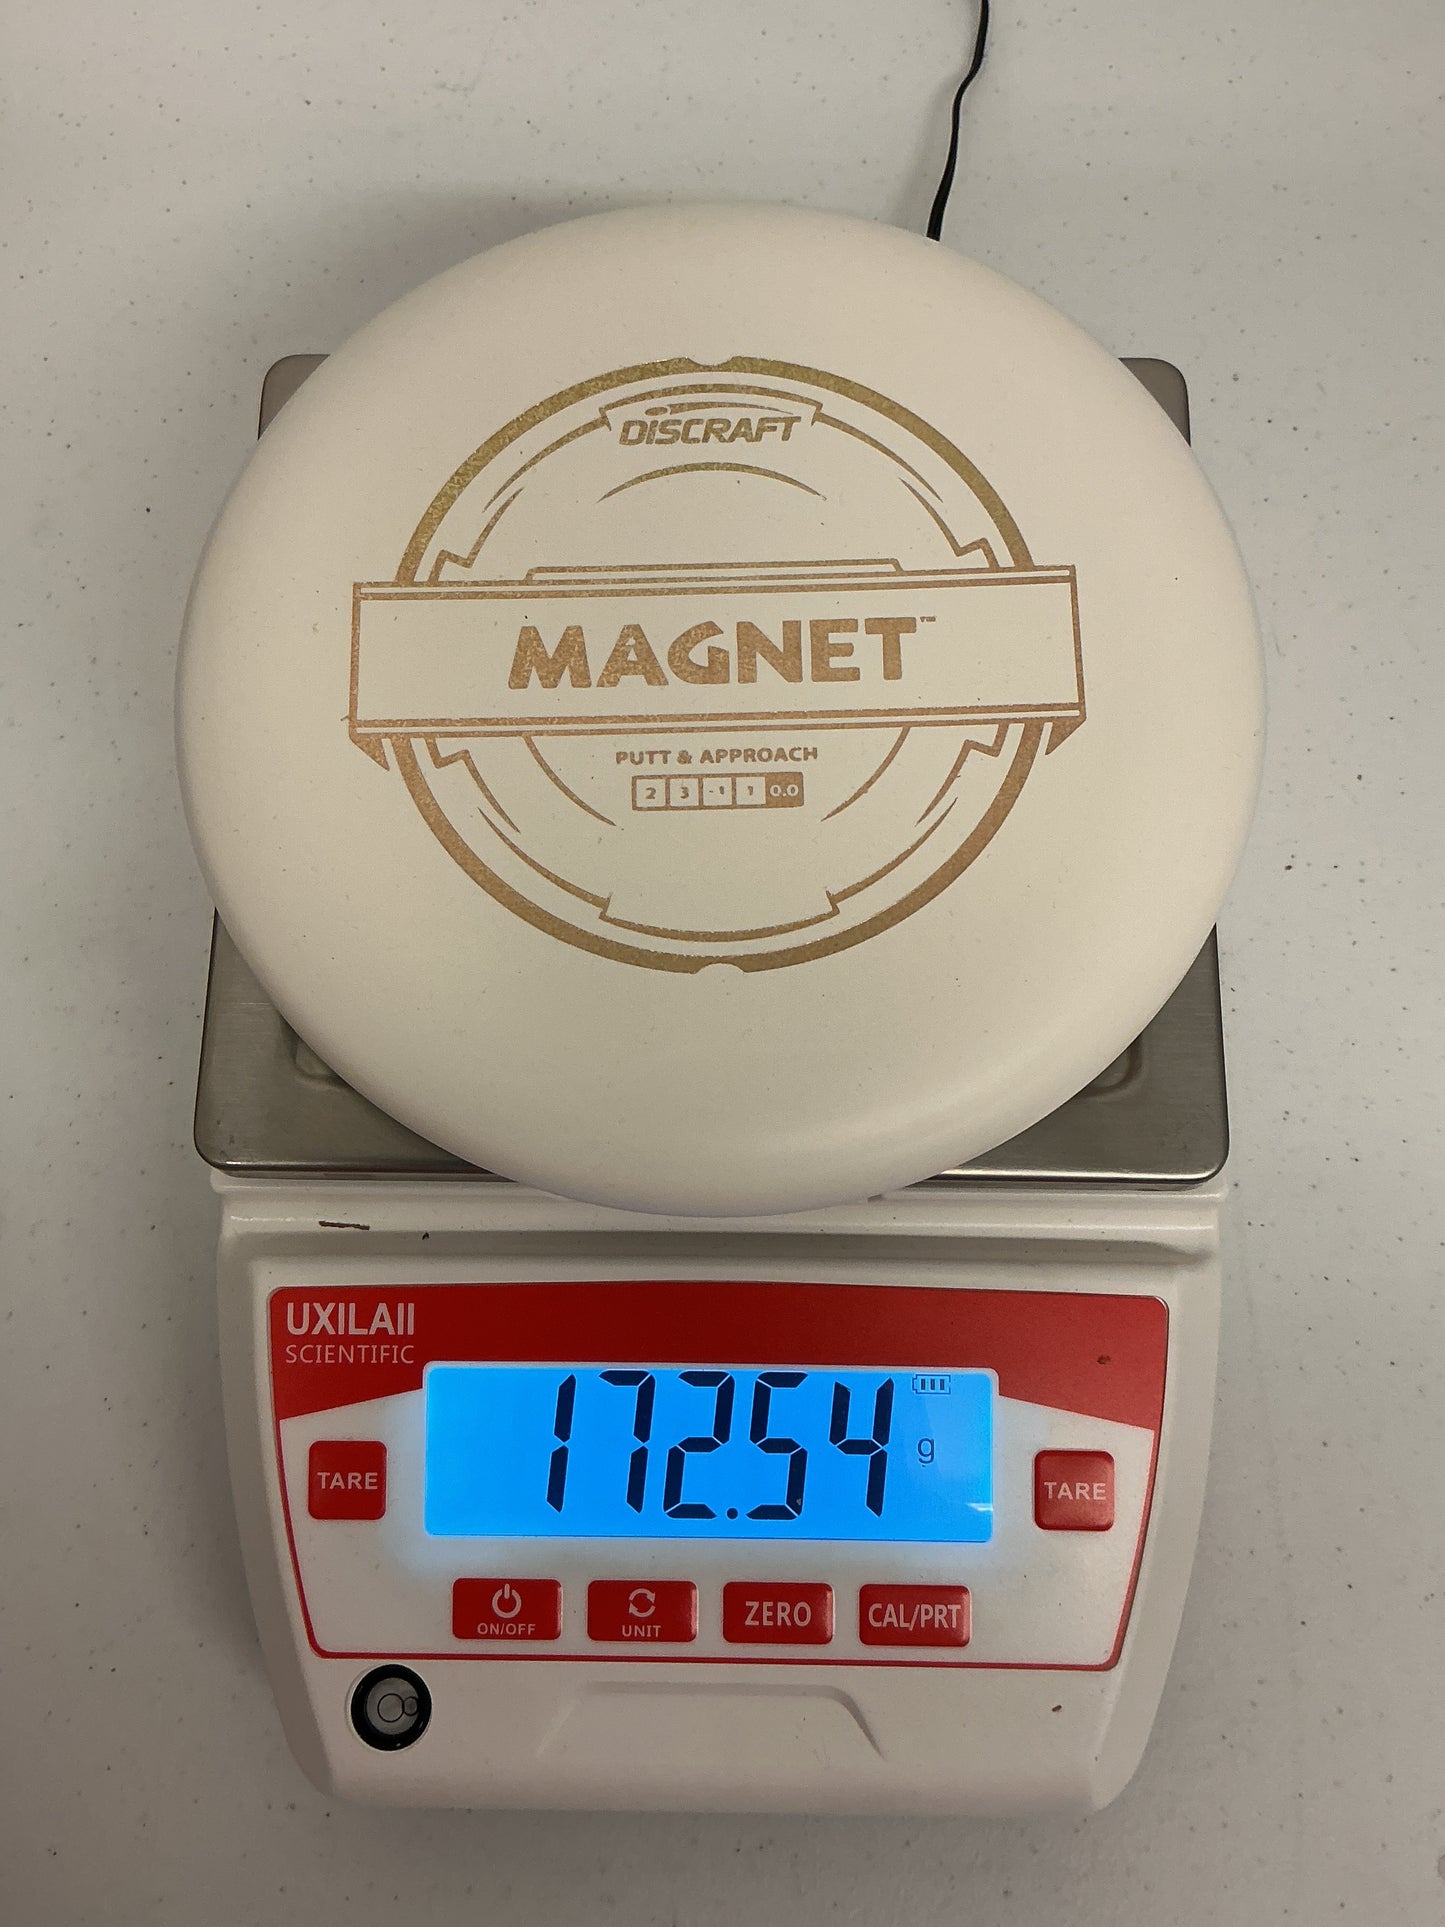 DISCRAFT
MAGNET™
PUTT & APPROACH
2 3 -1 1 0.0
UXILAII
SCIENTIFIC
172.54 g
TARE
TARE
ON/OFF
UNIT
ZERO
CAL/PRT